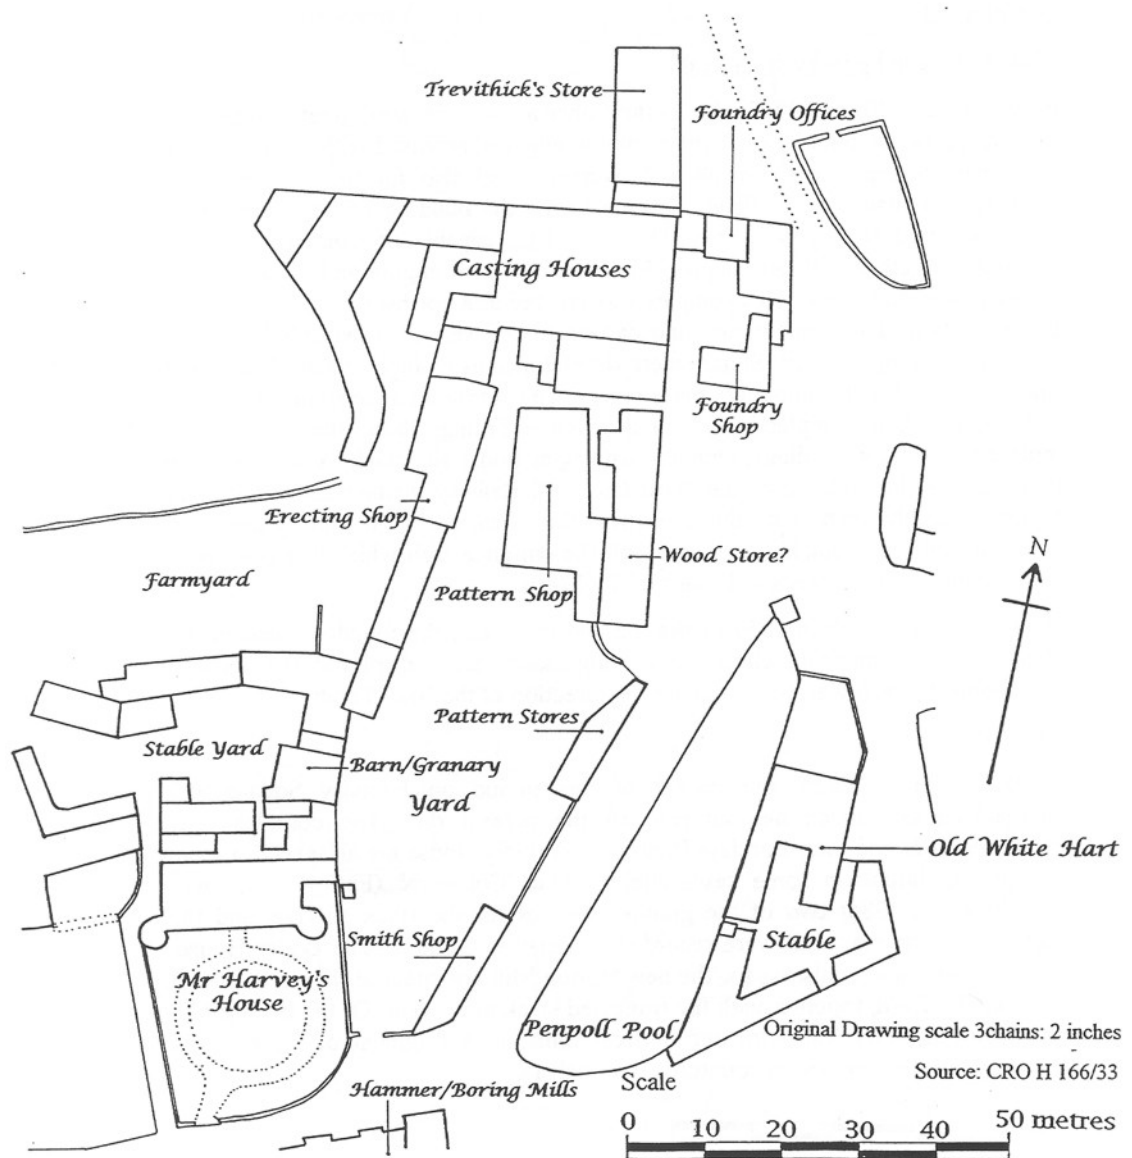 Trevithick's Store
Foundry Offices
Casting Houses
Foundry
Shop
Erecting Shop
Wood Store?
N
Farmyard
Pattern Shop
Pattern Stores
Stable Yard
Barn/Granary
Yard
Old White Hart
Smith Shop
Stable
Mr Harvey's
House
Penpoll Pool
Original Drawing scale 3chains: 2 inches
Source: CRO H 166/33
Hammer/Boring Mills
Scale
0 10 20 30 40 50 metres